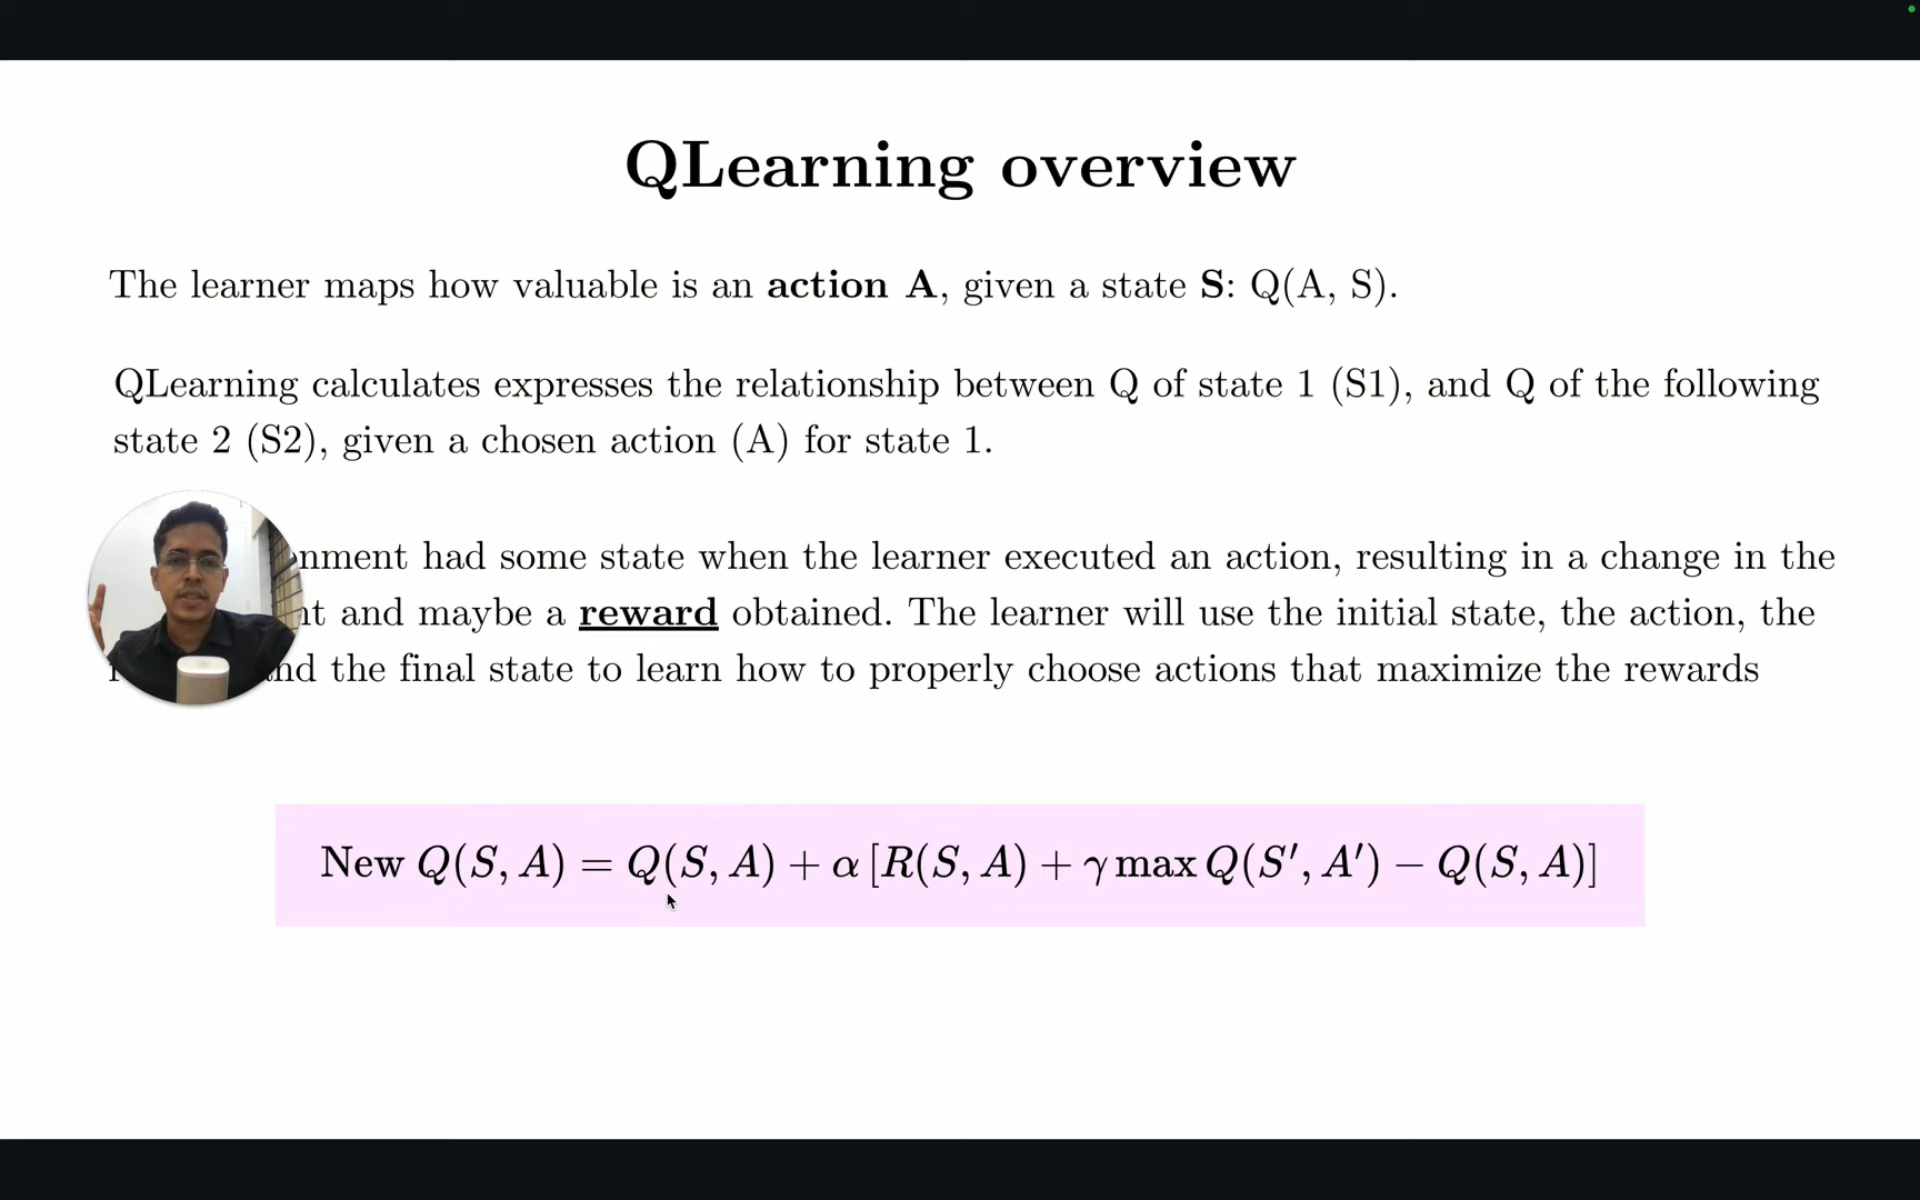 QLearning overview
The learner maps how valuable is an action A, given a state S: Q(A, S).
QLearning calculates expresses the relationship between Q of state 1 (S1), and Q of the following
state 2 (S2), given a chosen action (A) for state 1.
had some state when the learner executed an action, resulting in a change in the
and maybe a reward obtained. The learner will use the initial state, the action, the
the final state to learn how to properly choose actions that maximize the rewards
New Q(S, A) = Q(S, A) + α [R(S, A) + γ max Q(S′, A′) − Q(S, A)]